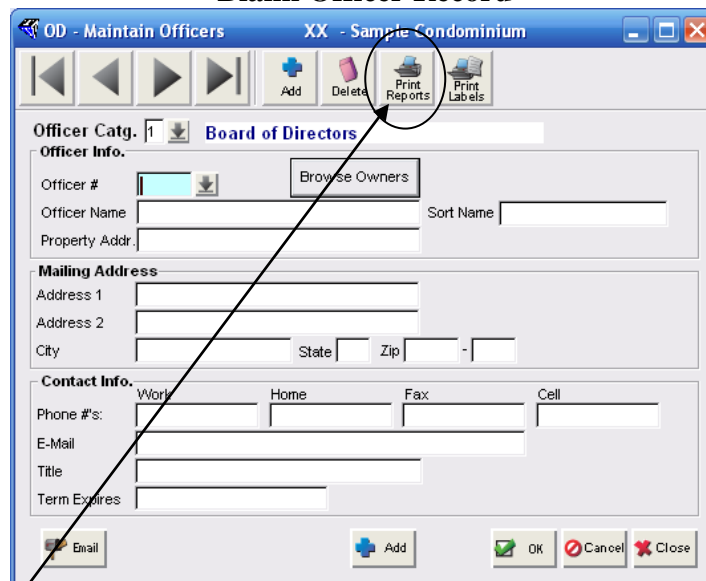 Blank Officer Record
OD - Maintain Officers XX - Sample Condominium
Add Delete Print Reports Print Labels
Officer Catg. 1 Board of Directors
Officer Info.
Officer # Browse Owners
Officer Name Sort Name
Property Addr.
Mailing Address
Address 1
Address 2
City State Zip -
Contact Info.
Work Home Fax Cell
Phone #'s:
E-Mail
Title
Term Expires
Email Add OK Cancel Close